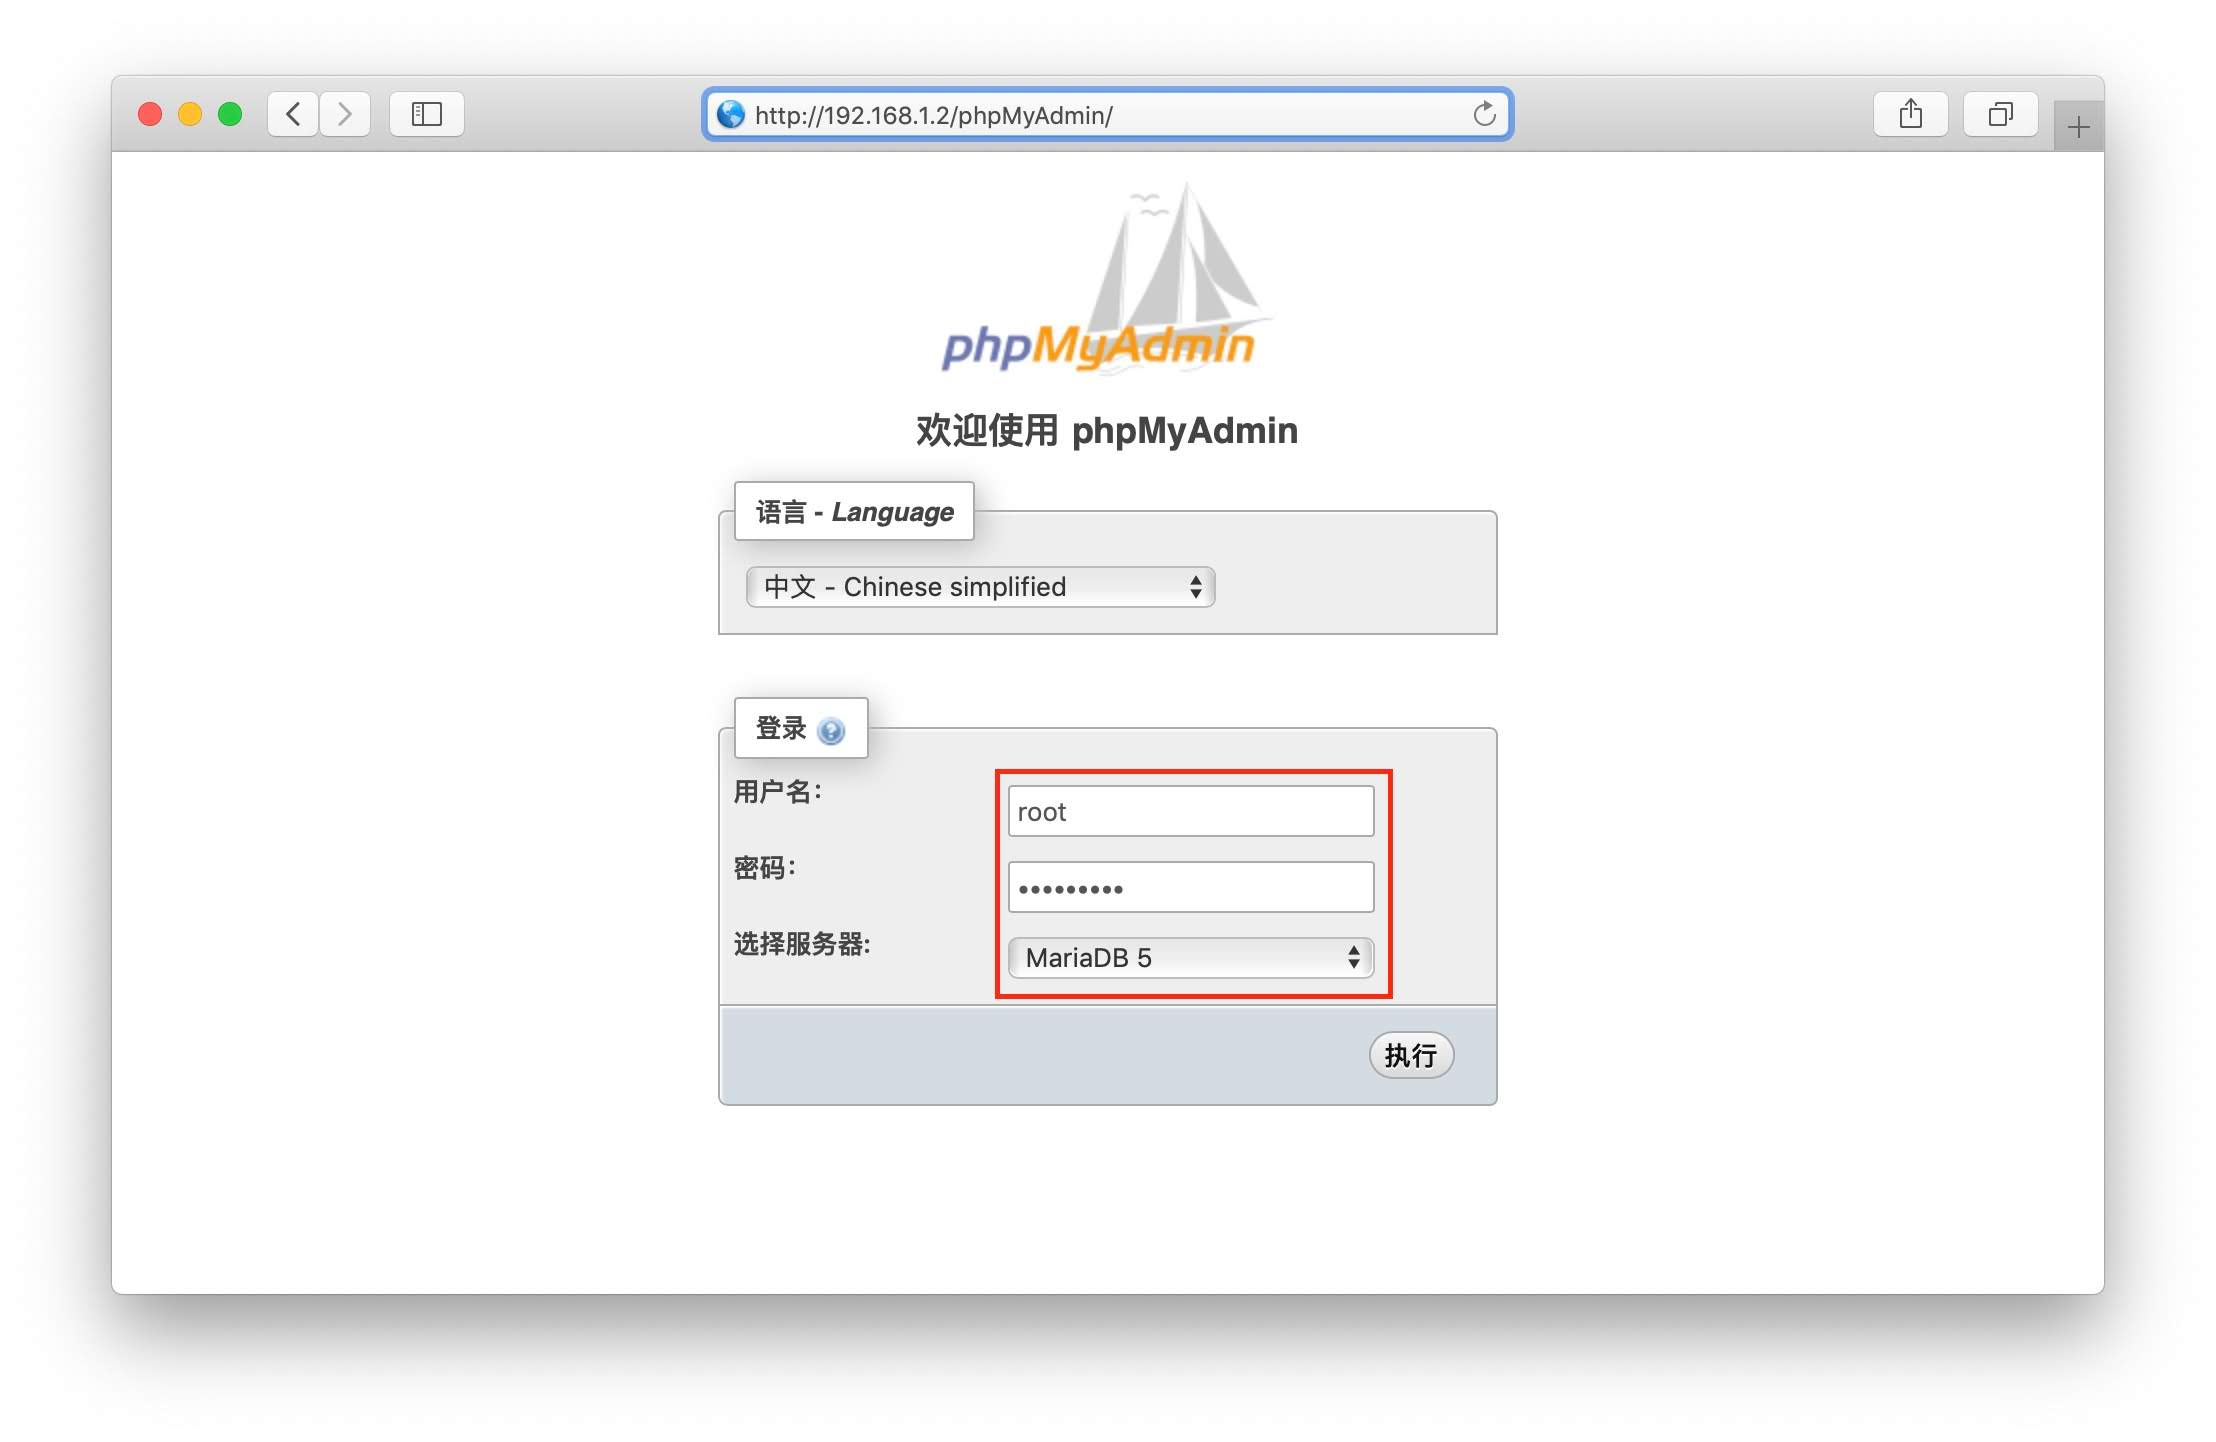 http://192.168.1.2/phpMyAdmin/
phpMyAdmin
欢迎使用 phpMyAdmin
语言 - Language
中文 - Chinese simplified
登录
用户名：
root
密码：
•••••••••
选择服务器:
MariaDB 5
执行